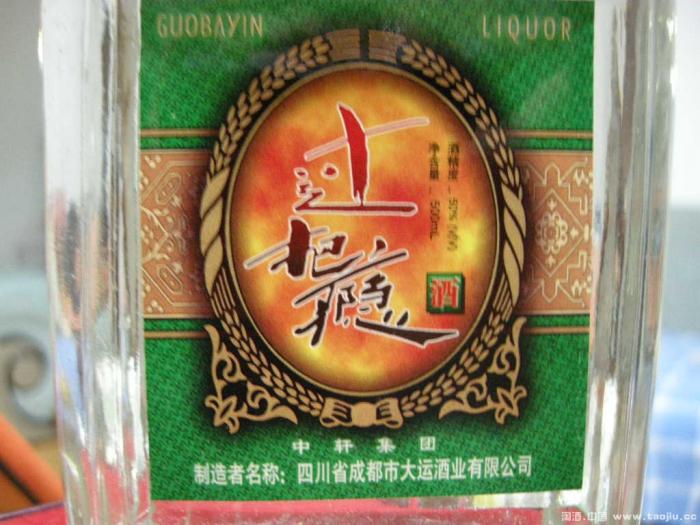 GUOBAYIN LIQUOR
过把瘾
酒精度：50%(v/v)
净含量：500mL
酒
中轩集团
制造者名称：四川省成都市大运酒业有限公司
淘酒.中酒 www.taojiu.cc